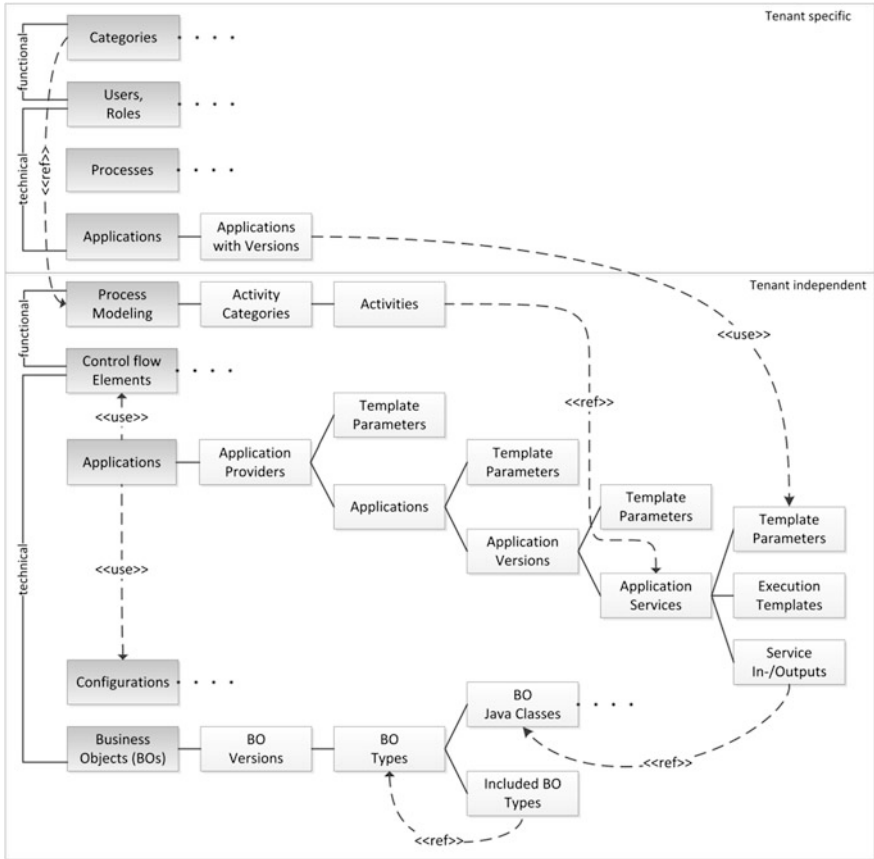 Tenant specific
Categories
. . . .
functional
Users,
Roles
. . . .
<<ref>>
technical
Processes
. . . .
Applications
Applications
with Versions
Tenant independent
Process
Modeling
Activity
Categories
Activities
functional
<<use>>
Control flow
Elements
. . . .
<<ref>>
<<use>>
Template
Parameters
Applications
Application
Providers
Template
Parameters
Applications
Template
Parameters
Template
Parameters
Application
Versions
<<use>>
technical
Application
Services
Execution
Templates
Service
In-/Outputs
Configurations
. . . .
BO
Java Classes
. . . .
Business
Objects (BOs)
BO
Versions
BO
Types
<<ref>>
Included BO
Types
<<ref>>